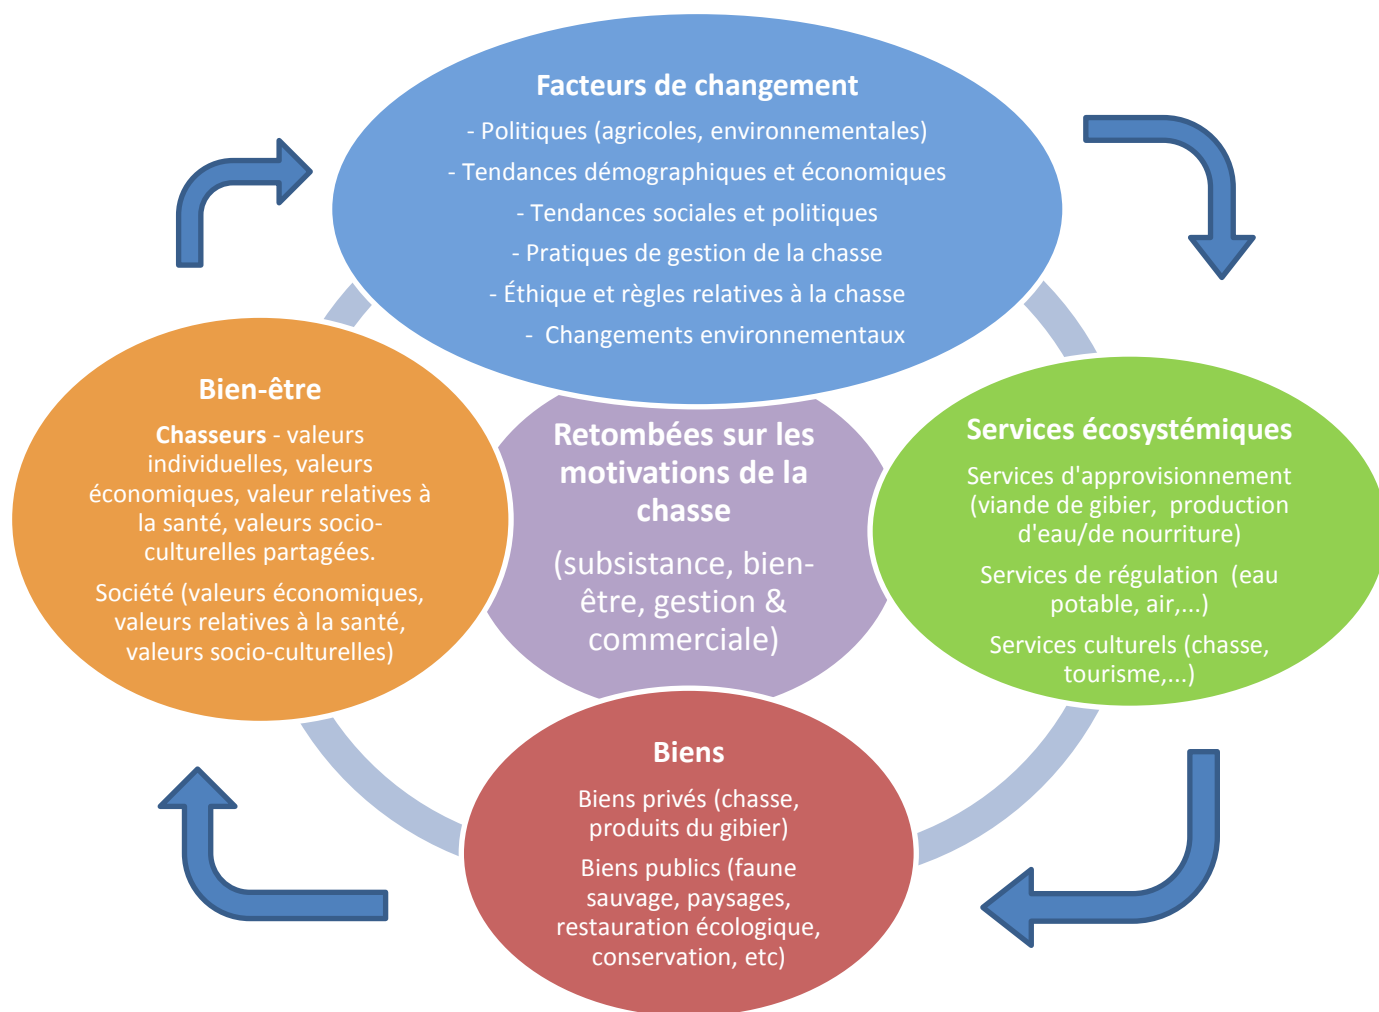 Facteurs de changement
- Politiques (agricoles, environnementales)
- Tendances démographiques et économiques
- Tendances sociales et politiques
- Pratiques de gestion de la chasse
- Éthique et règles relatives à la chasse
- Changements environnementaux
Bien-être
Chasseurs - valeurs
individuelles, valeurs
économiques, valeur relatives à
la santé, valeurs socio-
culturelles partagées.
Société (valeurs économiques,
valeurs relatives à la santé,
valeurs socio-culturelles)
Retombées sur les
motivations de la
chasse
(subsistance, bien-
être, gestion &
commerciale)
Services écosystémiques
Services d'approvisionnement
(viande de gibier, production
d'eau/de nourriture)
Services de régulation (eau
potable, air,...)
Services culturels (chasse,
tourisme,...)
Biens
Biens privés (chasse,
produits du gibier)
Biens publics (faune
sauvage, paysages,
restauration écologique,
conservation, etc)